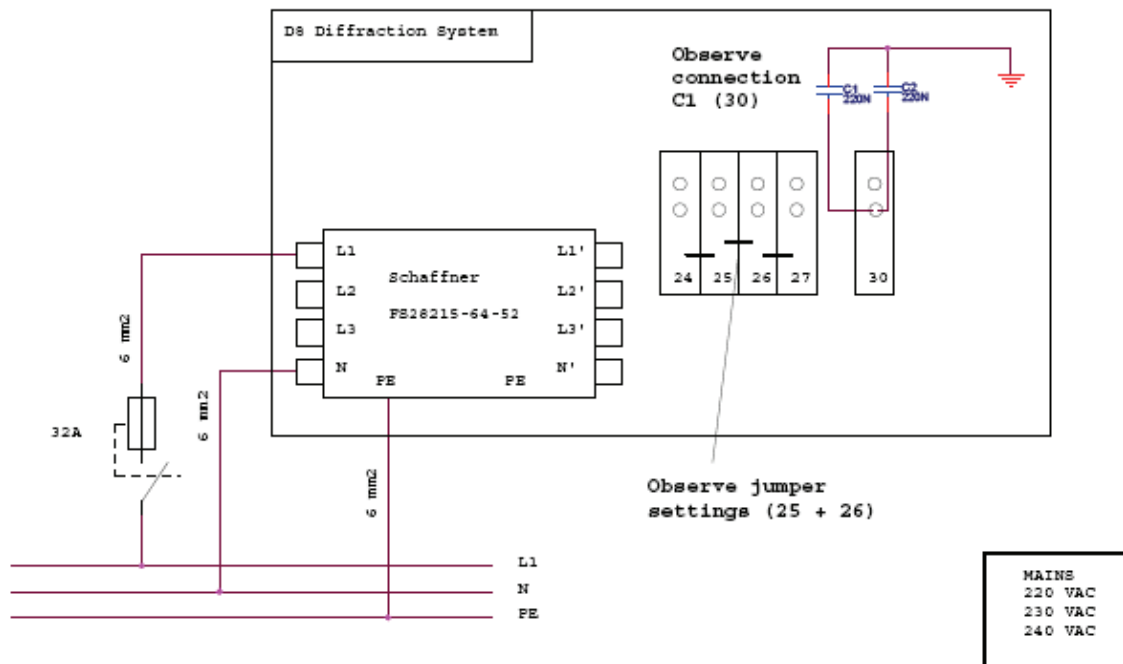 D8 Diffraction System
Observe
connection
C1 (30)
C1
220N
C2
220N
24
25
26
27
30
L1
L2
L3
N
PE
Schaffner
FS28215-64-52
PE
L1'
L2'
L3'
N'
6 mm2
32A
6 mm2
6 mm2
Observe jumper
settings (25 + 26)
L1
N
PE
MAINS
220 VAC
230 VAC
240 VAC